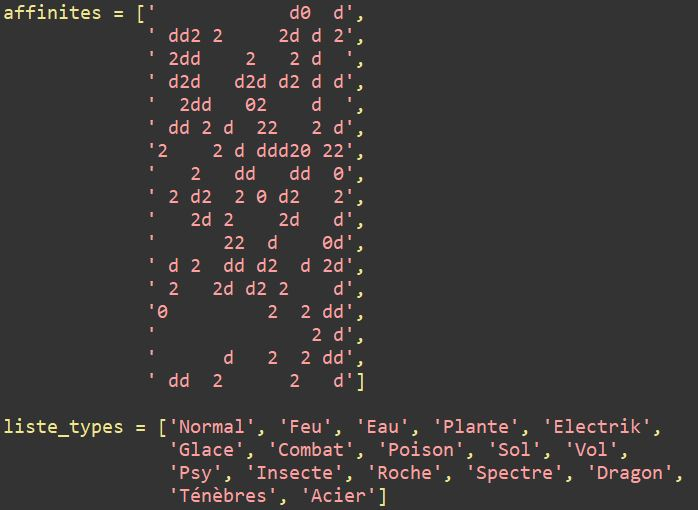 affinites = ['            d0  d',
' dd2 2     2d d 2',
' 2dd    2   2 d  ',
' d2d   d2d d2 d d',
'  2dd   02    d  ',
' dd 2 d  22   2 d',
'2    2 d ddd20 22',
'   2   dd   dd  0',
' 2 d2  2 0 d2   2',
'   2d 2    2d   d',
'      22  d    0d',
' d 2  dd d2  d 2d',
' 2   2d d2 2    d',
'0         2  2 dd',
'              2 d',
'      d   2  2 dd',
' dd  2      2   d']
liste_types = ['Normal', 'Feu', 'Eau', 'Plante', 'Electrik',
'Glace', 'Combat', 'Poison', 'Sol', 'Vol',
'Psy', 'Insecte', 'Roche', 'Spectre', 'Dragon',
'Ténèbres', 'Acier']